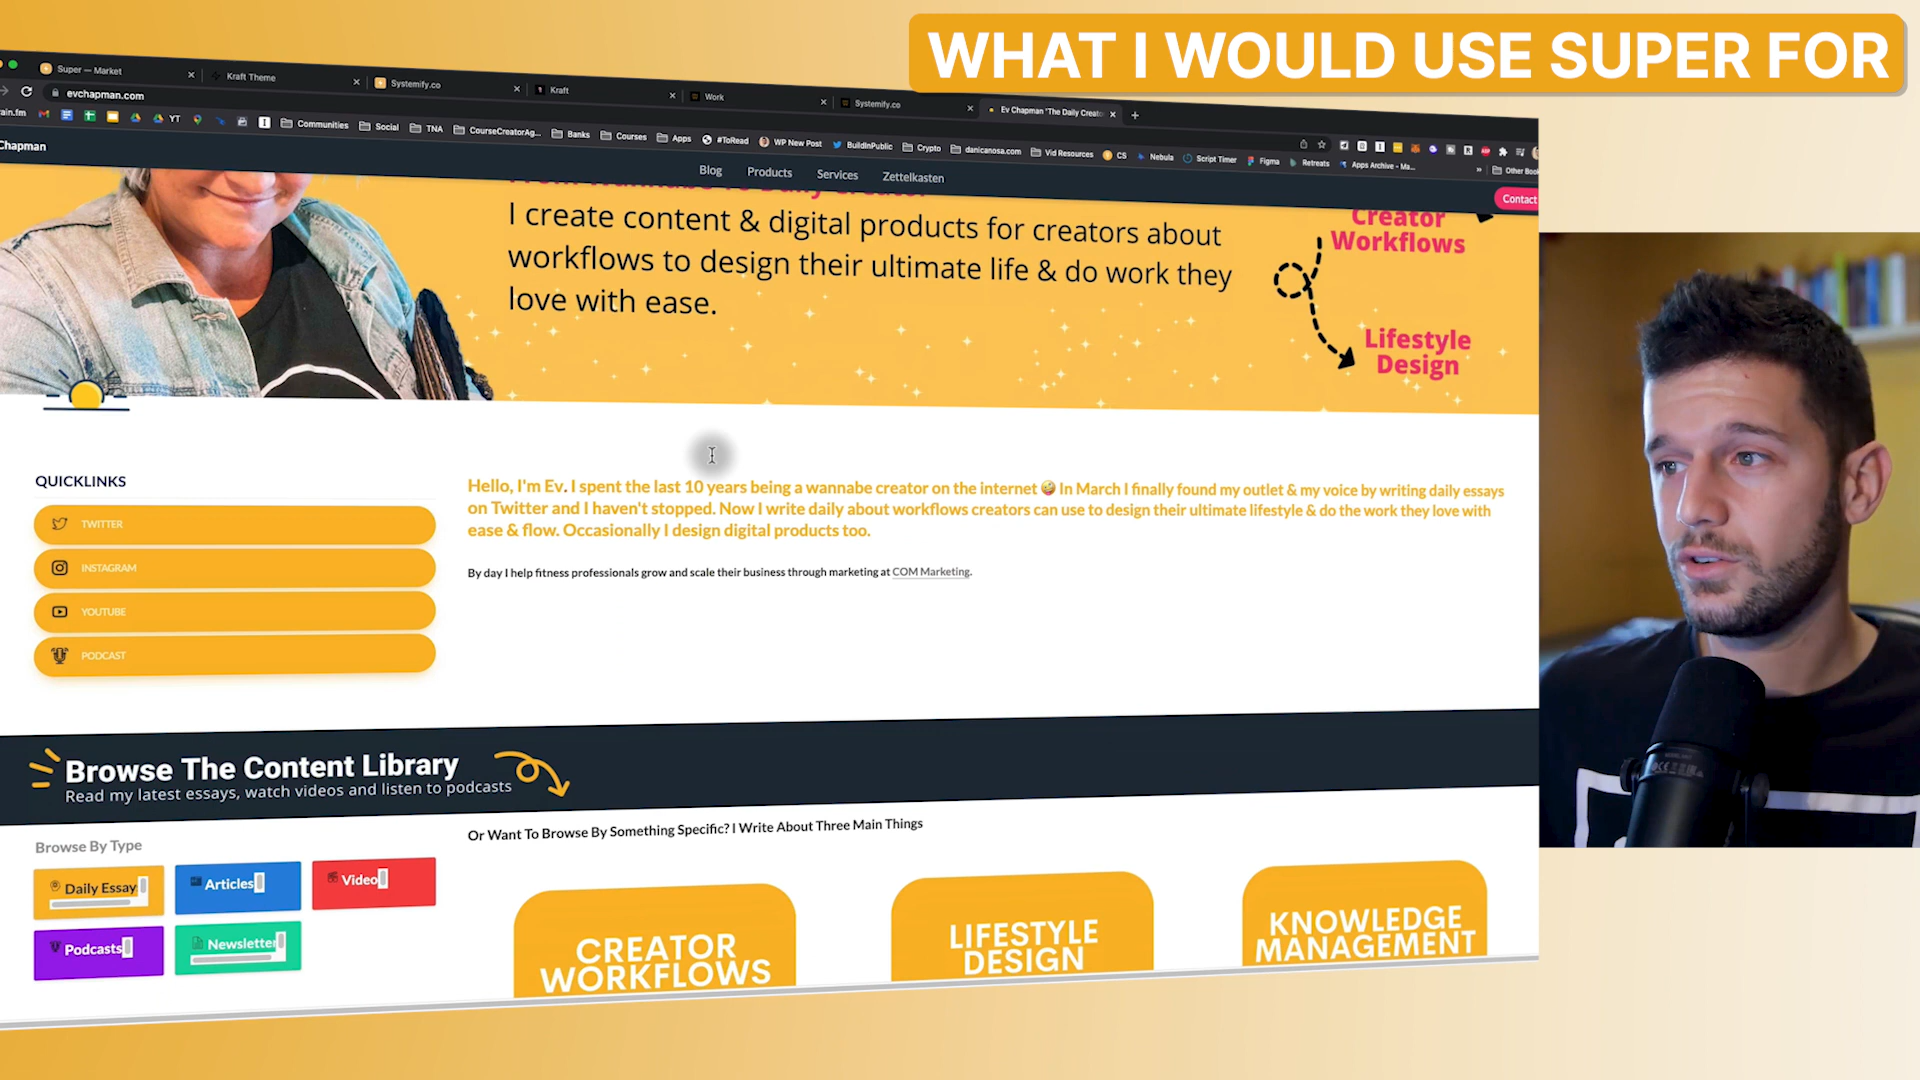 WHAT I WOULD USE SUPER FOR
Super — Market
Kraft Theme
Systemify.co
Kraft
Work
Systemify.co
Ev Chapman "The Daily Creato
evchapman.com
ain.fm
YT
Communities
Social
TNA
CourseCreatorAg...
Banks
Courses
Apps
#ToRead
WP New Post
BuildInPublic
Crypto
danicanosa.com
Vid Resources
CS
Nebula
Script Timer
Figma
Retreats
Apps Archive - Ma...
Other Book
Chapman
Blog
Products
Services
Zettelkasten
Contact
I create content & digital products for creators about
workflows to design their ultimate life & do work they
love with ease.
Creator
Workflows
Lifestyle
Design
QUICKLINKS
TWITTER
INSTAGRAM
YOUTUBE
PODCAST
Hello, I'm Ev. I spent the last 10 years being a wannabe creator on the internet 🤪 In March I finally found my outlet & my voice by writing daily essays
on Twitter and I haven't stopped. Now I write daily about workflows creators can use to design their ultimate lifestyle & do the work they love with
ease & flow. Occasionally I design digital products too.
By day I help fitness professionals grow and scale their business through marketing at COM Marketing.
Browse The Content Library
Read my latest essays, watch videos and listen to podcasts
Browse By Type
Daily Essay
Articles
Video
Podcasts
Newsletter
Or Want To Browse By Something Specific? I Write About Three Main Things
CREATOR
WORKFLOWS
LIFESTYLE
DESIGN
KNOWLEDGE
MANAGEMENT